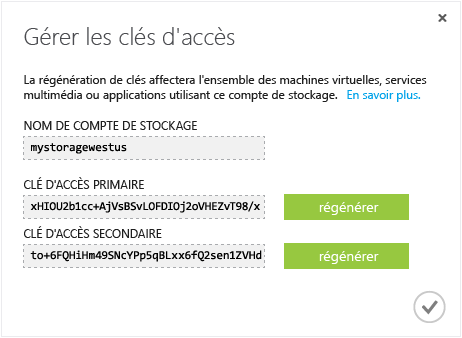 Gérer les clés d'accès
La régénération de clés affectera l'ensemble des machines virtuelles, services
multimédia ou applications utilisant ce compte de stockage. En savoir plus.
NOM DE COMPTE DE STOCKAGE
mystoragewestus
CLÉ D'ACCÈS PRIMAIRE
xHIOU2b1cc+AjVsBSvLOFDIOj2oVHEZvT98/x régénérer
CLÉ D'ACCÈS SECONDAIRE
to+6FQHiHm49SNcYPp5qBLxx6fQ2sen1ZVHd régénérer